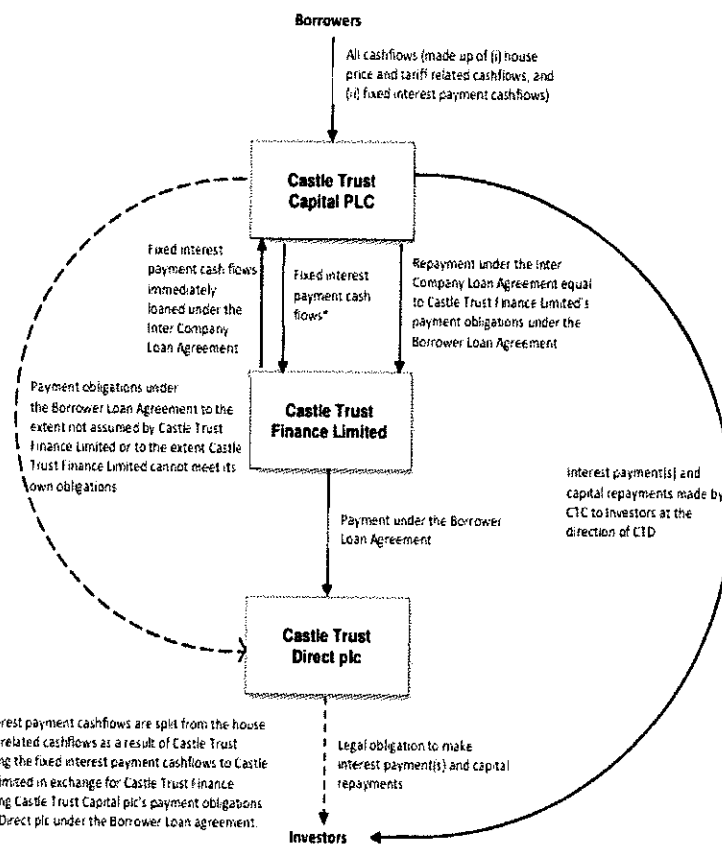 Borrowers
All cashflows (made up of (i) house
price and tariff related cashflows, and
(ii) fixed interest payment cashflows)
Castle Trust
Capital PLC
Fixed interest
payment cash flows
immediately
loaned under the
Inter Company
Loan Agreement
Fixed interest
payment cash
flows*
Repayment under the Inter
Company Loan Agreement equal
to Castle Trust Finance Limited's
payment obligations under the
Borrower Loan Agreement
Payment obligations under
the Borrower Loan Agreement to the
extent not assumed by Castle Trust
Finance Limited or to the extent Castle
Trust Finance Limited cannot meet its
own obligations
Castle Trust
Finance Limited
Interest payment(s) and
capital repayments made by
CTC to Investors at the
direction of CTD
Payment under the Borrower
Loan Agreement
Castle Trust
Direct plc
erest payment cashflows are split from the house
related cashflows as a result of Castle Trust
ng the fixed interest payment cashflows to Castle
imited in exchange for Castle Trust Finance
ng Castle Trust Capital plc's payment obligations
Direct plc under the Borrower Loan agreement.
Legal obligation to make
interest payment(s) and capital
repayments
Investors